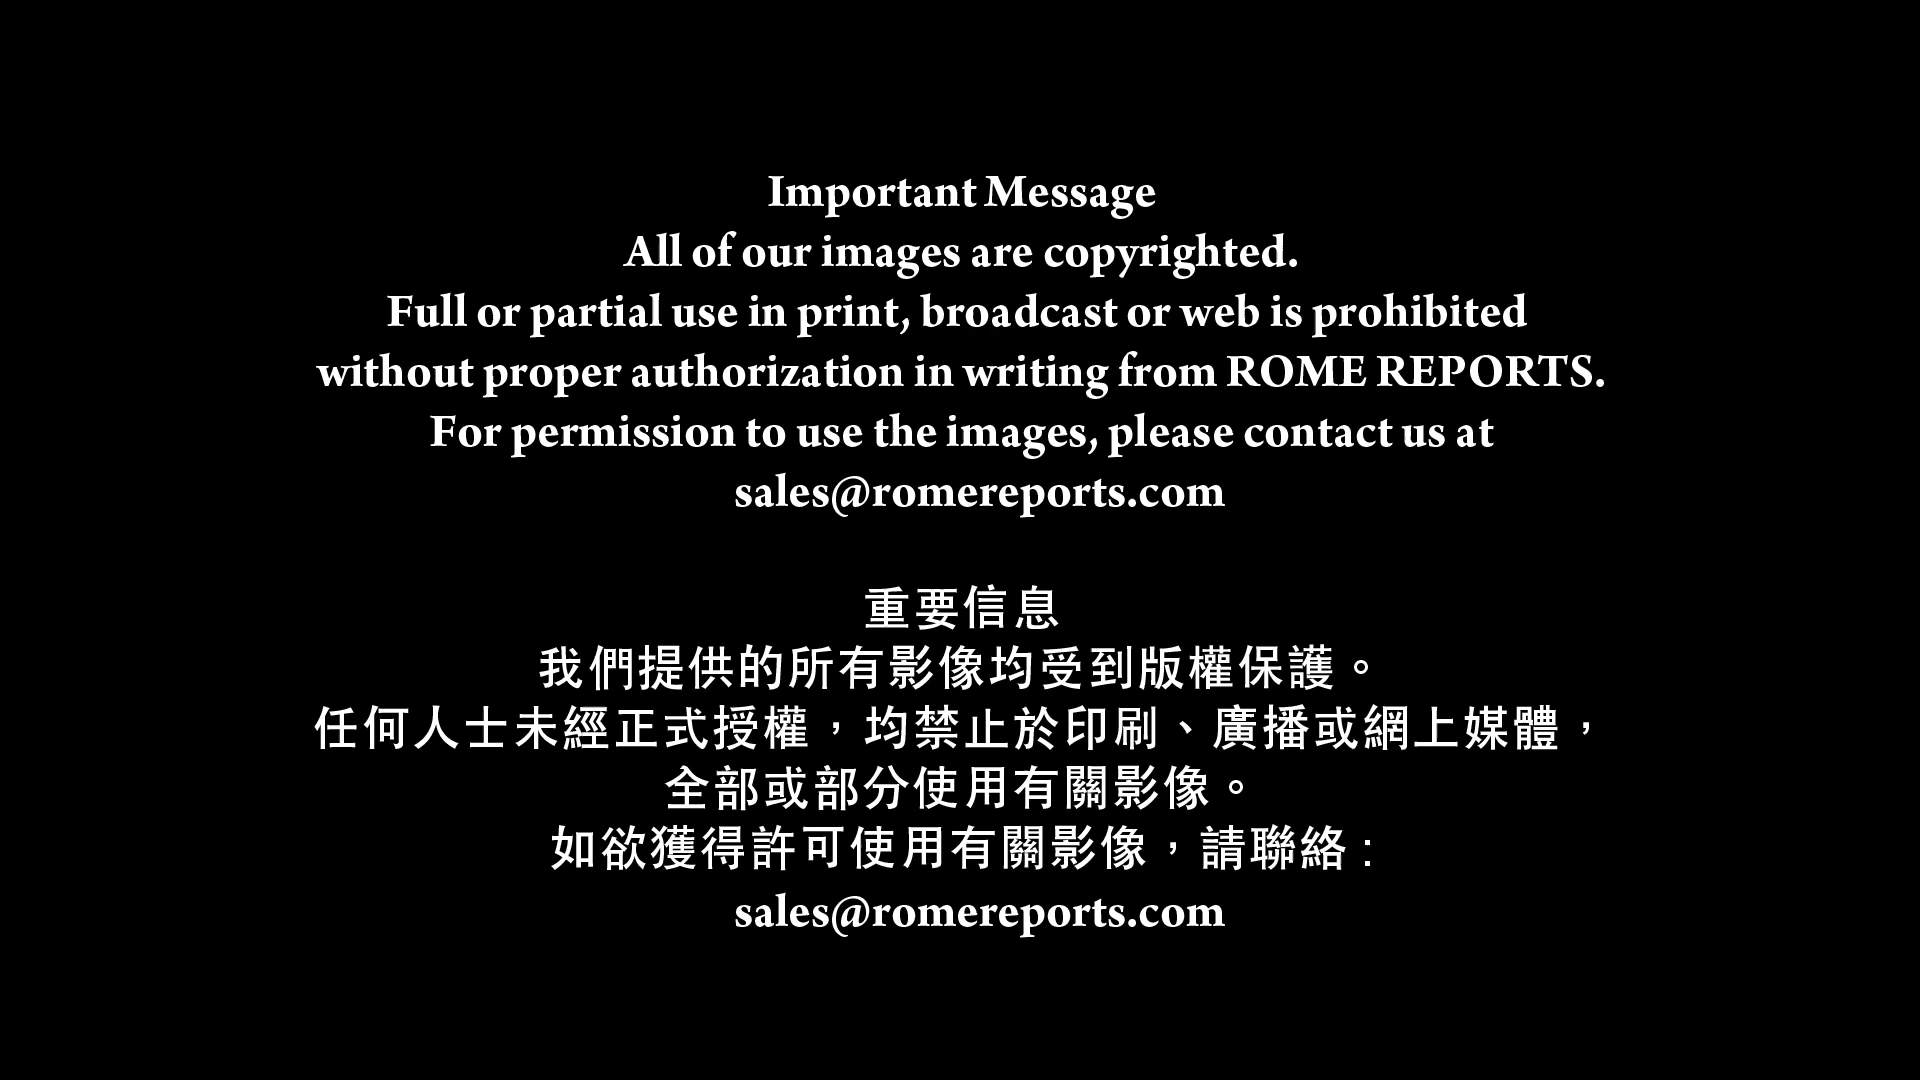 Important Message
All of our images are copyrighted.
Full or partial use in print, broadcast or web is prohibited
without proper authorization in writing from ROME REPORTS.
For permission to use the images, please contact us at
sales@romereports.com
重要信息
我們提供的所有影像均受到版權保護。
任何人士未經正式授權，均禁止於印刷、廣播或網上媒體，
全部或部分使用有關影像。
如欲獲得許可使用有關影像，請聯絡 :
sales@romereports.com